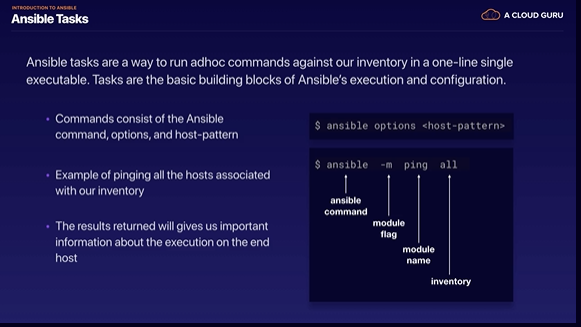 INTRODUCTION TO ANSIBLE
Ansible Tasks
A CLOUD GURU
Ansible tasks are a way to run adhoc commands against our inventory in a one-line single
executable. Tasks are the basic building blocks of Ansible's execution and configuration.
• Commands consist of the Ansible
command, options, and host-pattern
• Example of pinging all the hosts associated
with our inventory
• The results returned will gives us important
information about the execution on the end
host
$ ansible options <host-pattern>
$ ansible -m ping all
ansible
command
module
flag
module
name
inventory